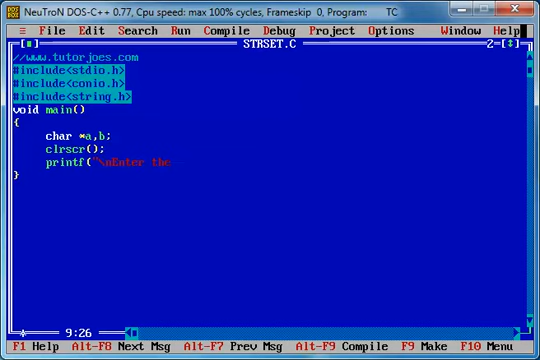 NeuTroN DOS-C++ 0.77, Cpu speed: max 100% cycles, Frameskip 0, Program: TC
≡ File Edit Search Run Compile Debug Project Options Window Help
[■] STRSET.C 2=[↕]
//www.tutorjoes.com
#include<stdio.h>
#include<conio.h>
#include<string.h>
void main()
{
char *a,b;
clrscr();
printf("\nEnter the
}
* 9:26
F1 Help Alt-F8 Next Msg Alt-F7 Prev Msg Alt-F9 Compile F9 Make F10 Menu